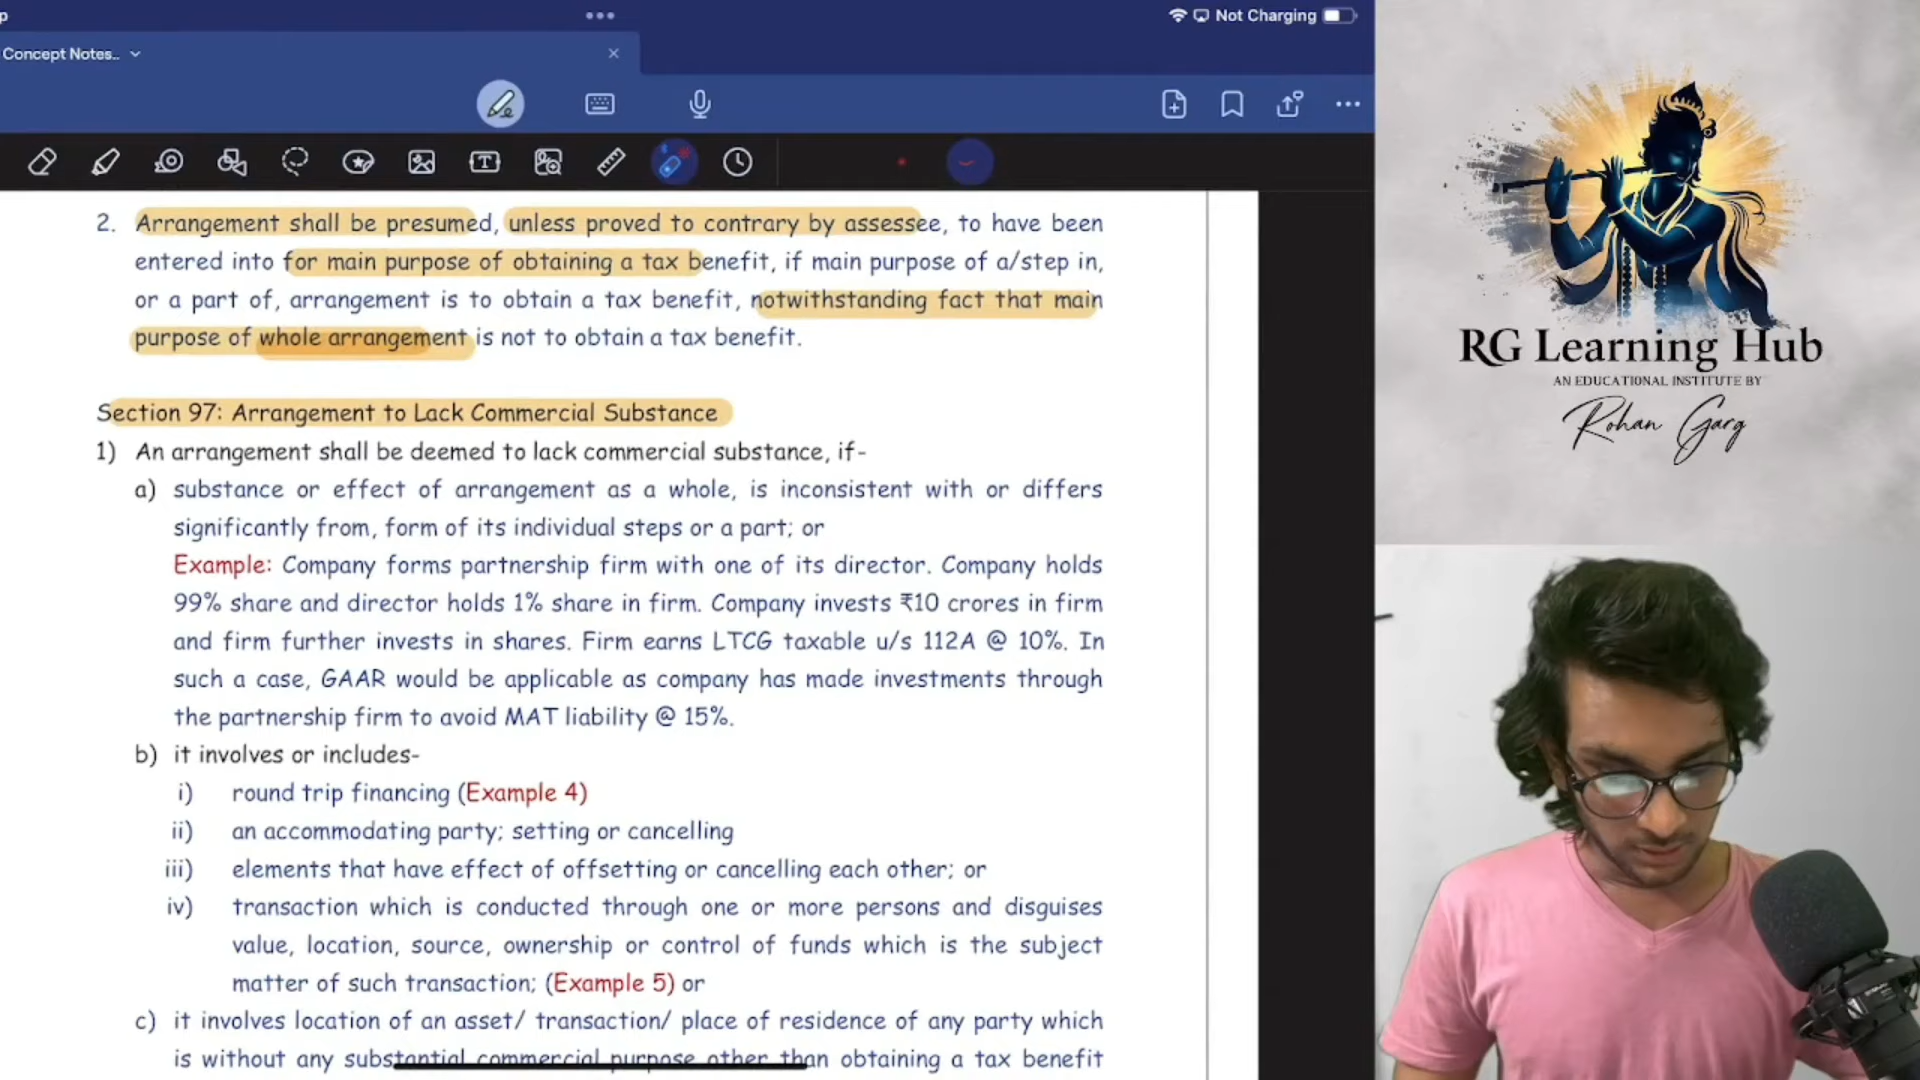 p
Not Charging
Concept Notes..
2. Arrangement shall be presumed, unless proved to contrary by assessee, to have been
entered into for main purpose of obtaining a tax benefit, if main purpose of a/step in,
or a part of, arrangement is to obtain a tax benefit, notwithstanding fact that main
purpose of whole arrangement is not to obtain a tax benefit.
Section 97: Arrangement to Lack Commercial Substance
1) An arrangement shall be deemed to lack commercial substance, if-
a) substance or effect of arrangement as a whole, is inconsistent with or differs
significantly from, form of its individual steps or a part; or
Example: Company forms partnership firm with one of its director. Company holds
99% share and director holds 1% share in firm. Company invests ₹10 crores in firm
and firm further invests in shares. Firm earns LTCG taxable u/s 112A @ 10%. In
such a case, GAAR would be applicable as company has made investments through
the partnership firm to avoid MAT liability @ 15%.
b) it involves or includes-
i) round trip financing (Example 4)
ii) an accommodating party; setting or cancelling
iii) elements that have effect of offsetting or cancelling each other; or
iv) transaction which is conducted through one or more persons and disguises
value, location, source, ownership or control of funds which is the subject
matter of such transaction; (Example 5) or
c) it involves location of an asset/ transaction/ place of residence of any party which
is without any substantial commercial purpose other than obtaining a tax benefit
RG Learning Hub
AN EDUCATIONAL INSTITUTE BY
Rohan Garg